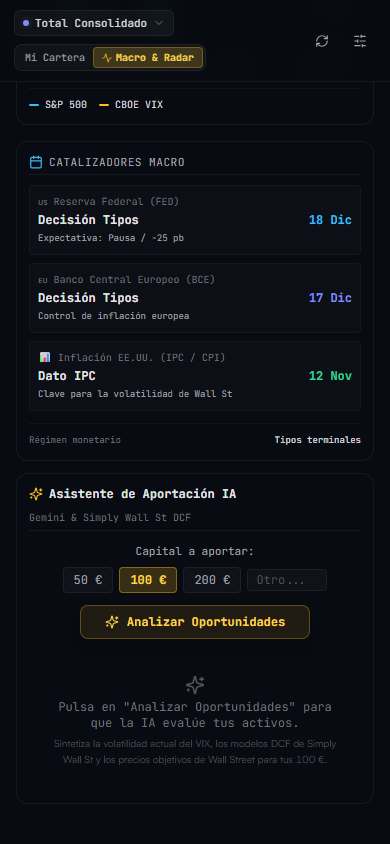 Total Consolidado
Mi Cartera
Macro & Radar
S&P 500
CBOE VIX
CATALIZADORES MACRO
US Reserva Federal (FED)
Decisión Tipos
18 Dic
Expectativa: Pausa / -25 pb
EU Banco Central Europeo (BCE)
Decisión Tipos
17 Dic
Control de inflación europea
Inflación EE.UU. (IPC / CPI)
Dato IPC
12 Nov
Clave para la volatilidad de Wall St
Régimen monetario
Tipos terminales
Asistente de Aportación IA
Gemini & Simply Wall St DCF
Capital a aportar:
50 €
100 €
200 €
Otro...
Analizar Oportunidades
Pulsa en "Analizar Oportunidades" para
que la IA evalúe tus activos.
Sintetiza la volatilidad actual del VIX, los modelos DCF de Simply
Wall St y los precios objetivos de Wall Street para tus 100 €.